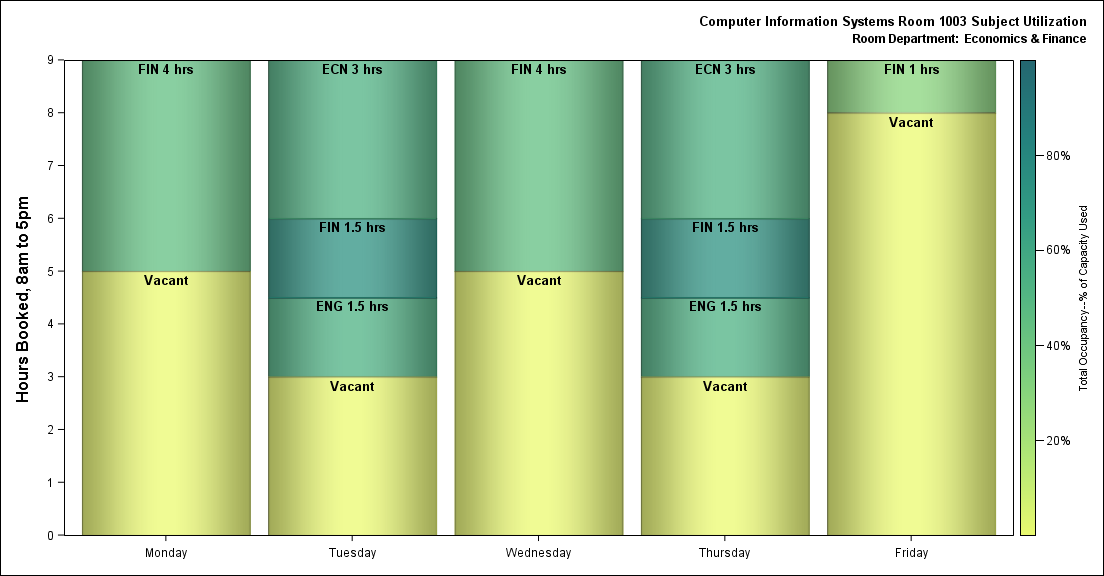 Computer Information Systems Room 1003 Subject Utilization
Room Department: Economics & Finance
Hours Booked, 8am to 5pm
9
8
7
6
5
4
3
2
1
0
FIN 4 hrs
Vacant
ECN 3 hrs
FIN 1.5 hrs
ENG 1.5 hrs
Vacant
FIN 4 hrs
Vacant
ECN 3 hrs
FIN 1.5 hrs
ENG 1.5 hrs
Vacant
FIN 1 hrs
Vacant
Monday
Tuesday
Wednesday
Thursday
Friday
80%
60%
40%
20%
Total Occupancy--% of Capacity Used